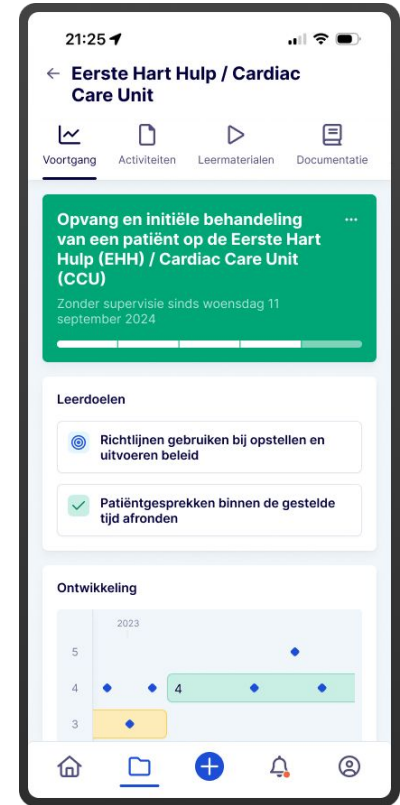 21:25
Eerste Hart Hulp / Cardiac
Care Unit
Voortgang Activiteiten Leermaterialen Documentatie
Opvang en initiële behandeling
van een patiënt op de Eerste Hart
Hulp (EHH) / Cardiac Care Unit
(CCU)
Zonder supervisie sinds woensdag 11
september 2024
Leerdoelen
Richtlijnen gebruiken bij opstellen en
uitvoeren beleid
Patiëntgesprekken binnen de gestelde
tijd afronden
Ontwikkeling
2023
5
4 4
3